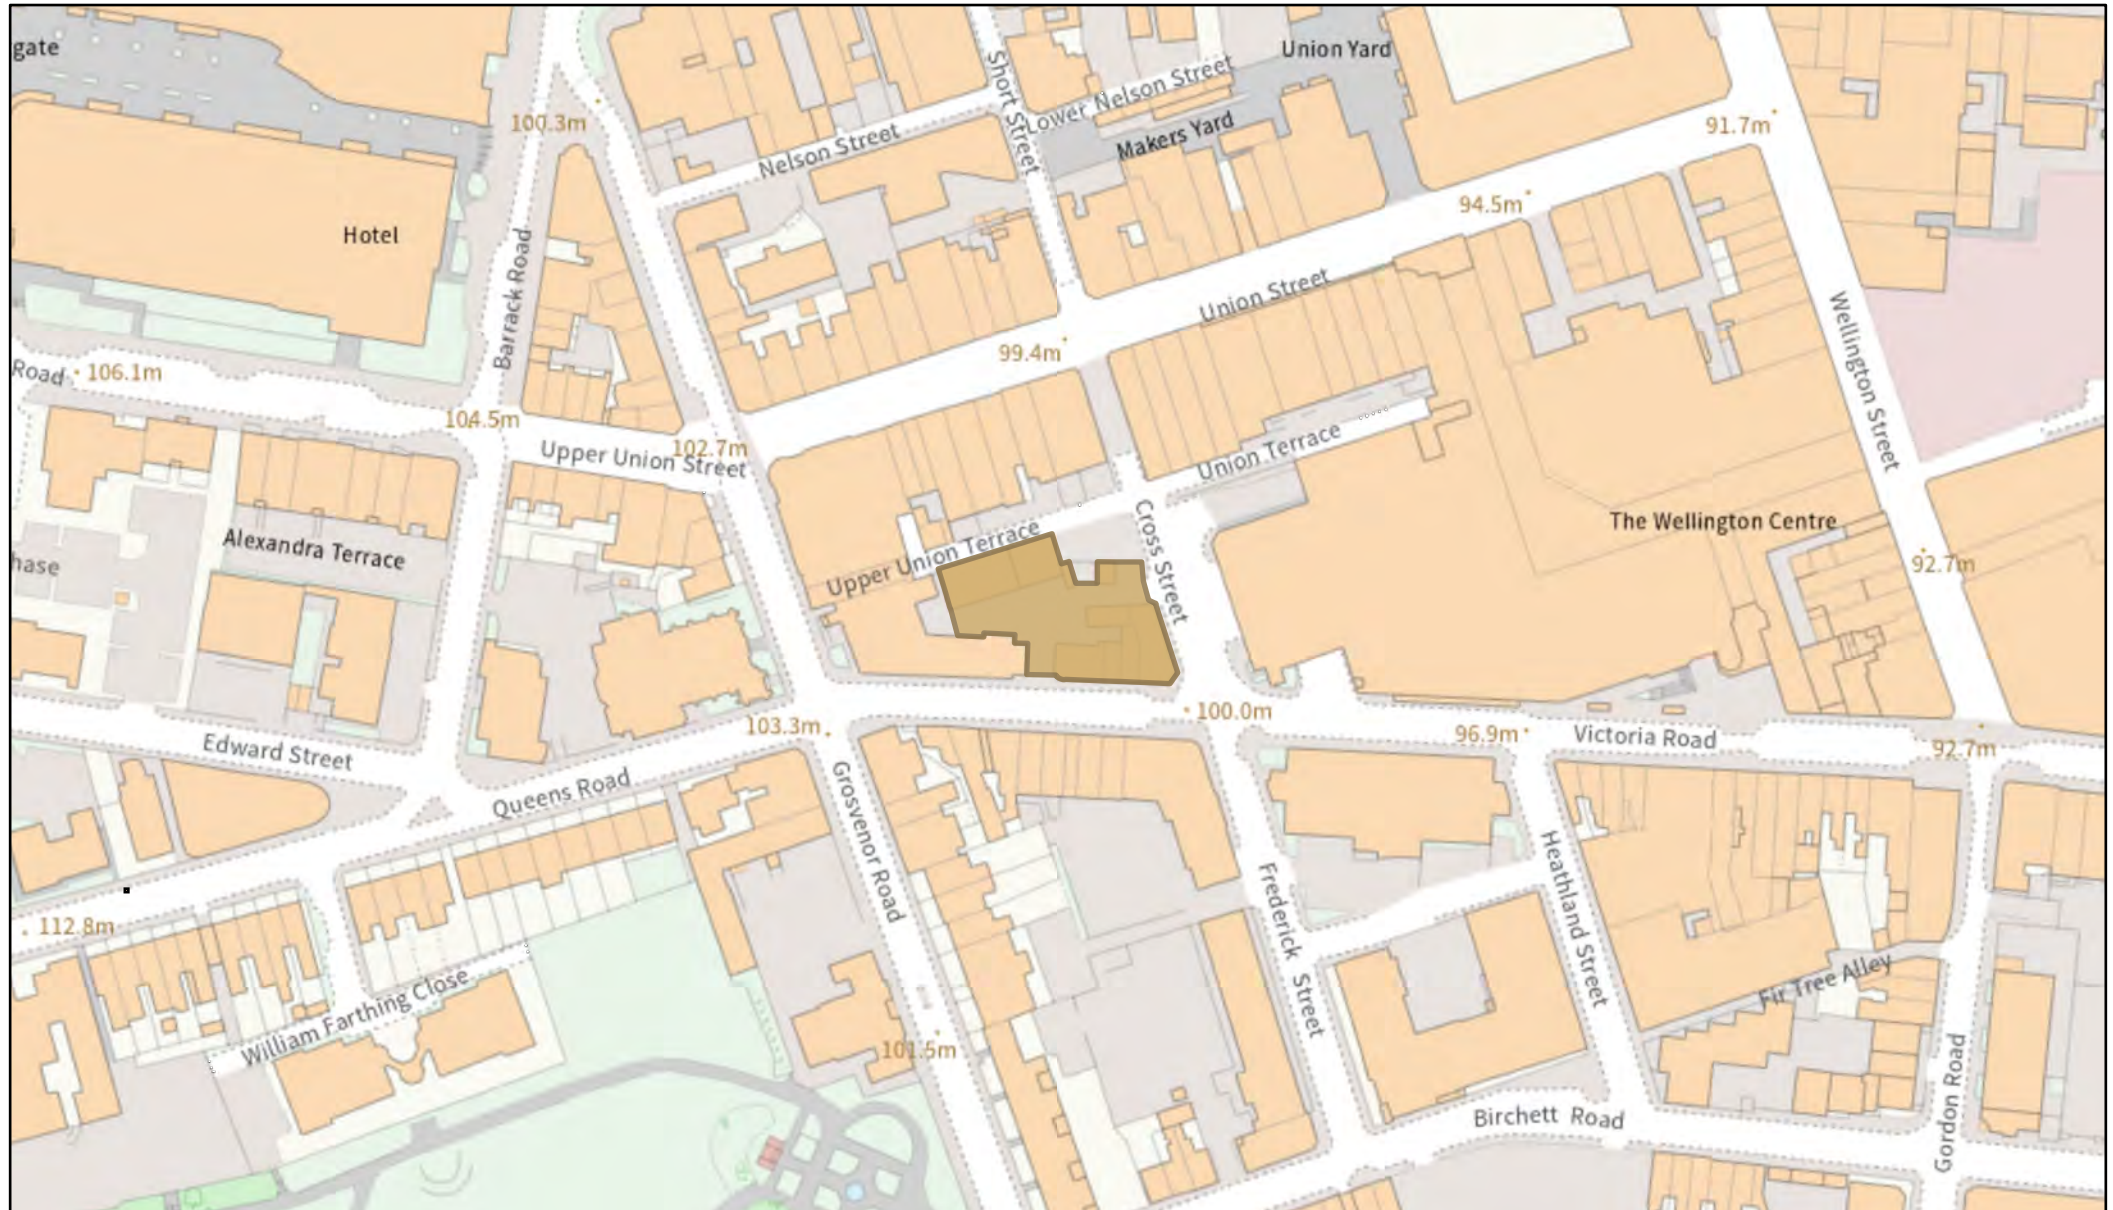 gate
Union Yard
Short Street
Lower Nelson Street
100.3m
Nelson Street
Makers Yard
91.7m
94.5m
Hotel
Barrack Road
Union Street
Wellington Street
99.4m
Road
106.1m
104.5m
102.7m
Upper Union Street
Union Terrace
The Wellington Centre
Alexandra Terrace
Cross Street
Upper Union Terrace
hase
92.7m
100.0m
103.3m
96.9m
Victoria Road
92.7m
Edward Street
Queens Road
Grosvenor Road
Heathland Street
Frederick Street
112.8m
Fir Tree Alley
William Farthing Close
101.5m
Gordon Road
Birchett Road